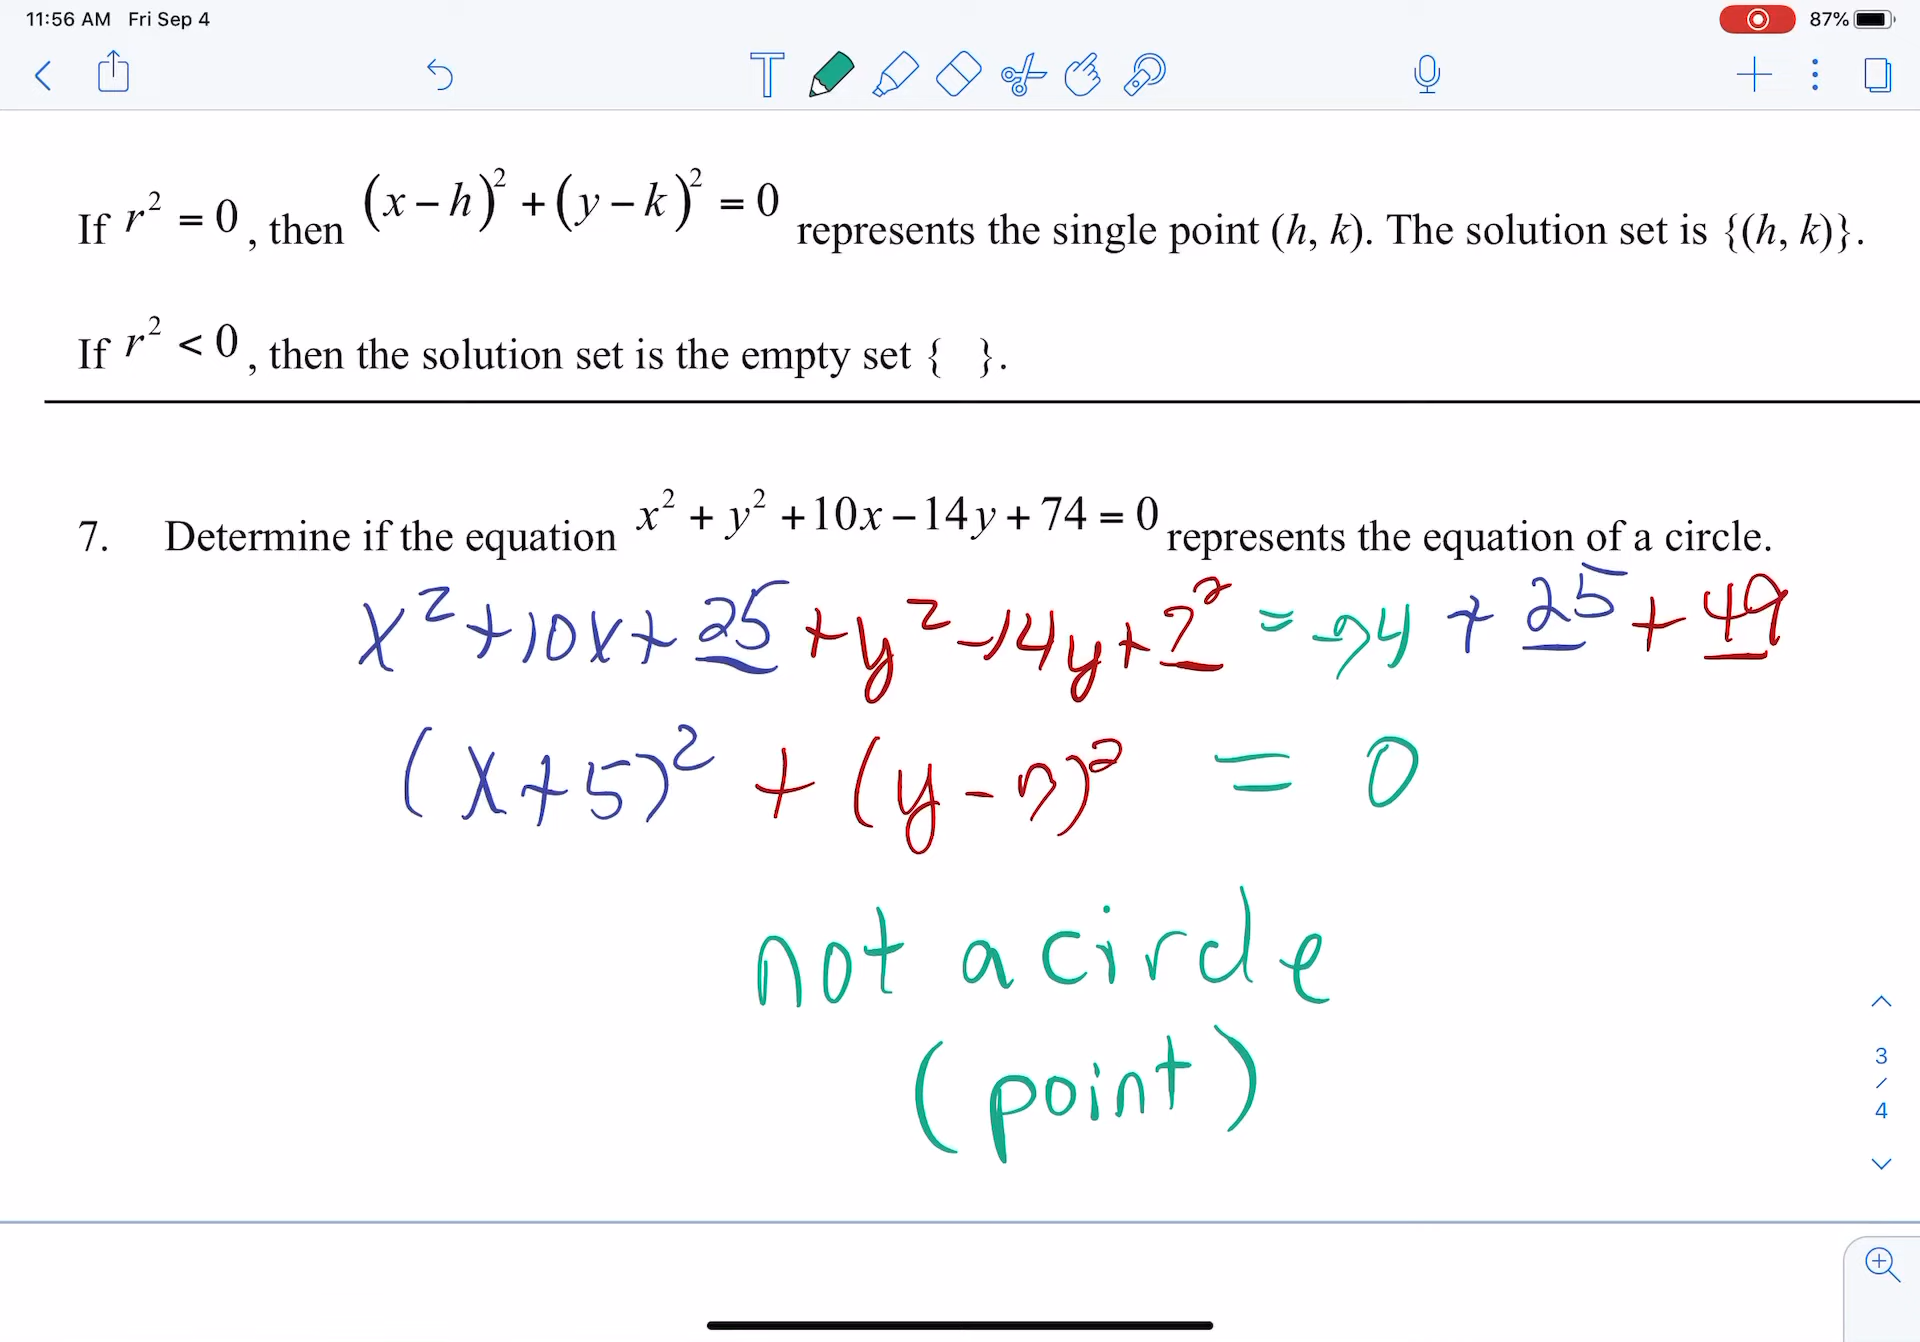 11:56 AM Fri Sep 4
87%
T
If r² = 0, then (x − h)² + (y − k)² = 0 represents the single point (h, k). The solution set is {(h, k)}.
If r² < 0, then the solution set is the empty set { }.
7. Determine if the equation x² + y² + 10x − 14y + 74 = 0 represents the equation of a circle.
x² + 10x + 25 + y² − 14y + 7² = −74 + 25 + 49
(x + 5)² + (y − 7)² = 0
not a circle
(point)
3
/
4